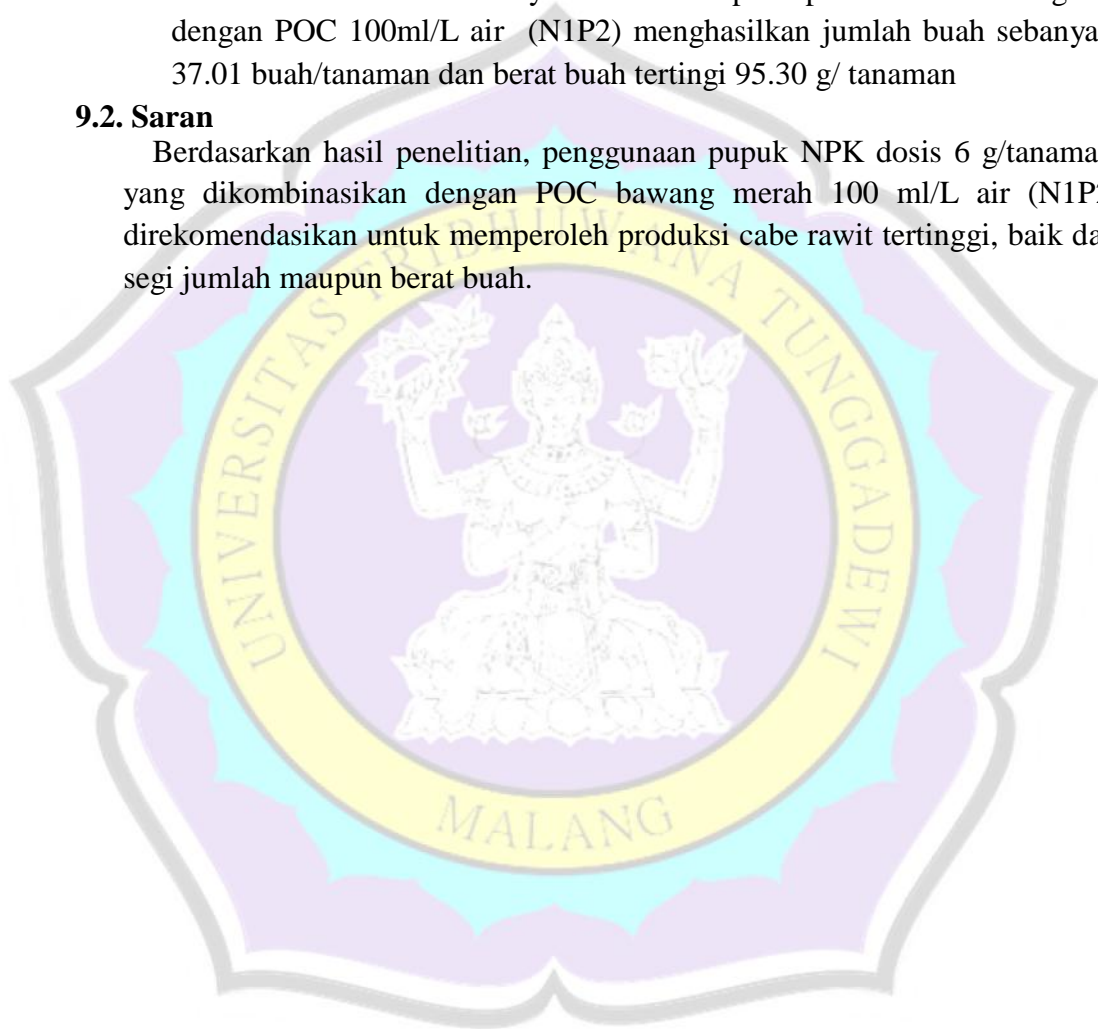 dengan POC 100ml/L air (N1P2) menghasilkan jumlah buah sebanya
37.01 buah/tanaman dan berat buah tertingi 95.30 g/ tanaman
9.2. Saran
Berdasarkan hasil penelitian, penggunaan pupuk NPK dosis 6 g/tanama
yang dikombinasikan dengan POC bawang merah 100 ml/L air (N1P2
direkomendasikan untuk memperoleh produksi cabe rawit tertinggi, baik da
segi jumlah maupun berat buah.
UNIVERSITAS TRIBHUWANA TUNGGADEWI
MALANG